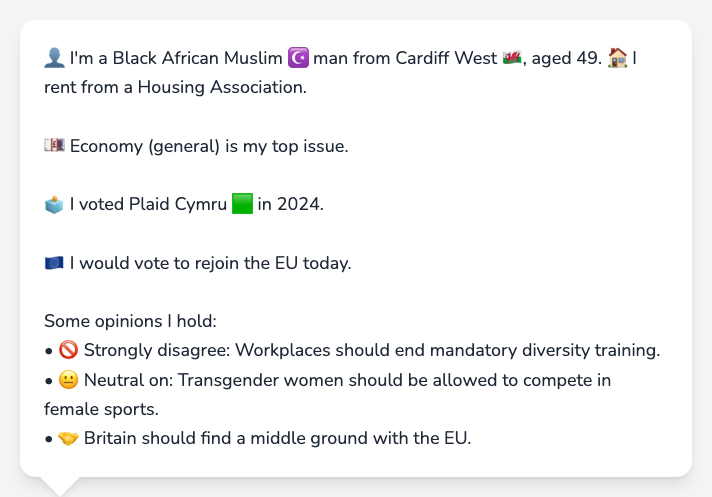 👤 I'm a Black African Muslim ☪️ man from Cardiff West 🏴󠁧󠁢󠁷󠁬󠁳󠁿, aged 49. 🏠 I
rent from a Housing Association.
💷 Economy (general) is my top issue.
🗳️ I voted Plaid Cymru 🟩 in 2024.
🇪🇺 I would vote to rejoin the EU today.
Some opinions I hold:
• 🚫 Strongly disagree: Workplaces should end mandatory diversity training.
• 😐 Neutral on: Transgender women should be allowed to compete in
female sports.
• 🤝 Britain should find a middle ground with the EU.